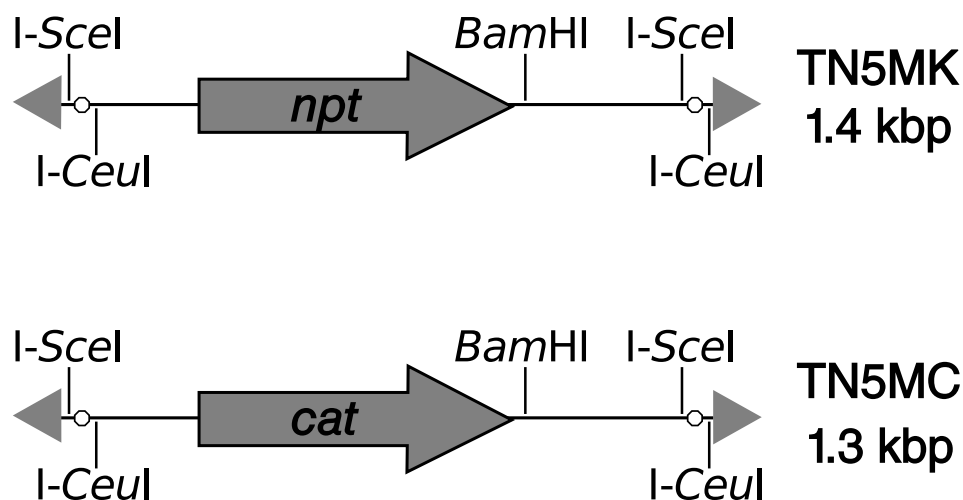 I-SceI BamHI I-SceI TN5MK
npt 1.4 kbp
I-CeuI I-CeuI
I-SceI BamHI I-SceI TN5MC
cat 1.3 kbp
I-CeuI I-CeuI